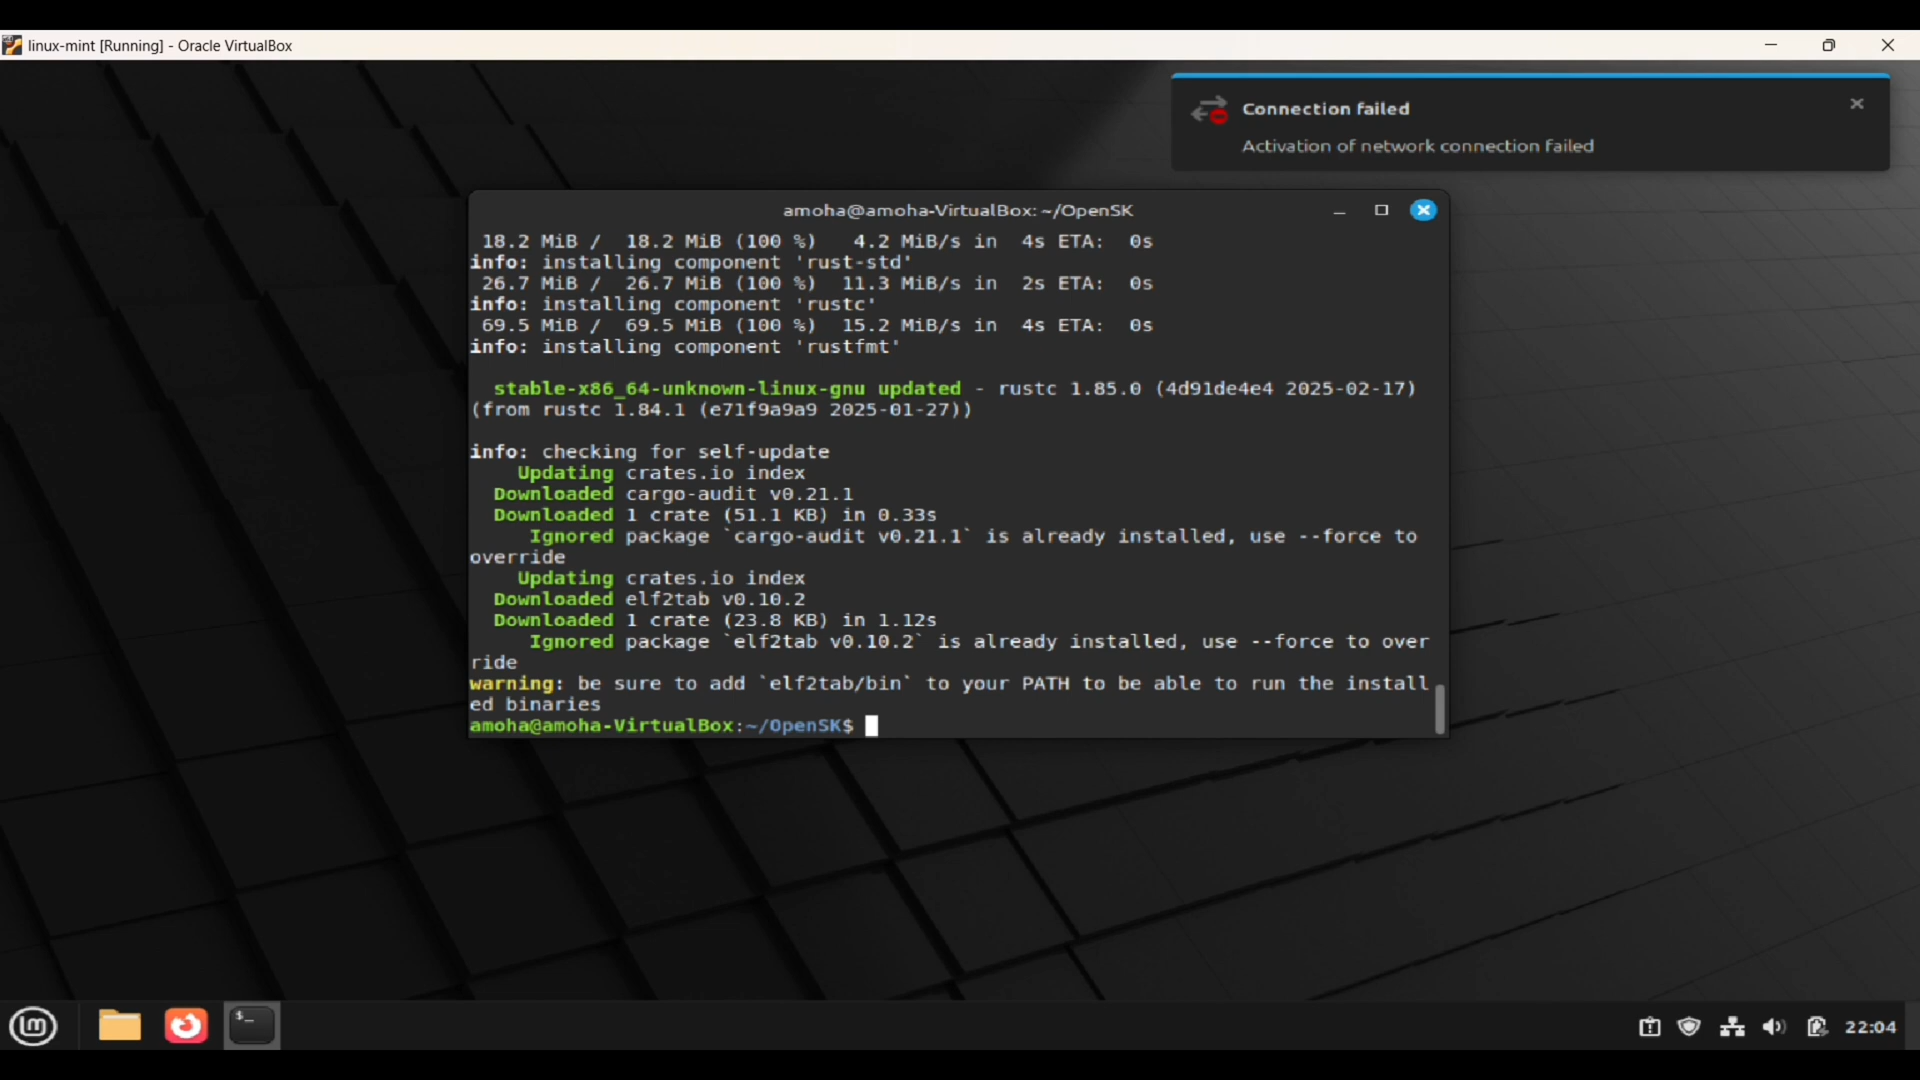 linux-mint [Running] - Oracle VirtualBox
Connection failed
Activation of network connection failed
amoha@amoha-VirtualBox: ~/OpenSK
18.2 MiB /  18.2 MiB (100 %)   4.2 MiB/s in  4s ETA:  0s
info: installing component 'rust-std'
26.7 MiB /  26.7 MiB (100 %)  11.3 MiB/s in  2s ETA:  0s
info: installing component 'rustc'
69.5 MiB /  69.5 MiB (100 %)  15.2 MiB/s in  4s ETA:  0s
info: installing component 'rustfmt'
stable-x86_64-unknown-linux-gnu updated - rustc 1.85.0 (4d91de4e4 2025-02-17)
(from rustc 1.84.1 (e71f9a9a9 2025-01-27))
info: checking for self-update
Updating crates.io index
Downloaded cargo-audit v0.21.1
Downloaded 1 crate (51.1 KB) in 0.33s
Ignored package `cargo-audit v0.21.1` is already installed, use --force to
override
Updating crates.io index
Downloaded elf2tab v0.10.2
Downloaded 1 crate (23.8 KB) in 1.12s
Ignored package `elf2tab v0.10.2` is already installed, use --force to over
ride
warning: be sure to add `elf2tab/bin` to your PATH to be able to run the install
ed binaries
amoha@amoha-VirtualBox:~/OpenSK$
22:04